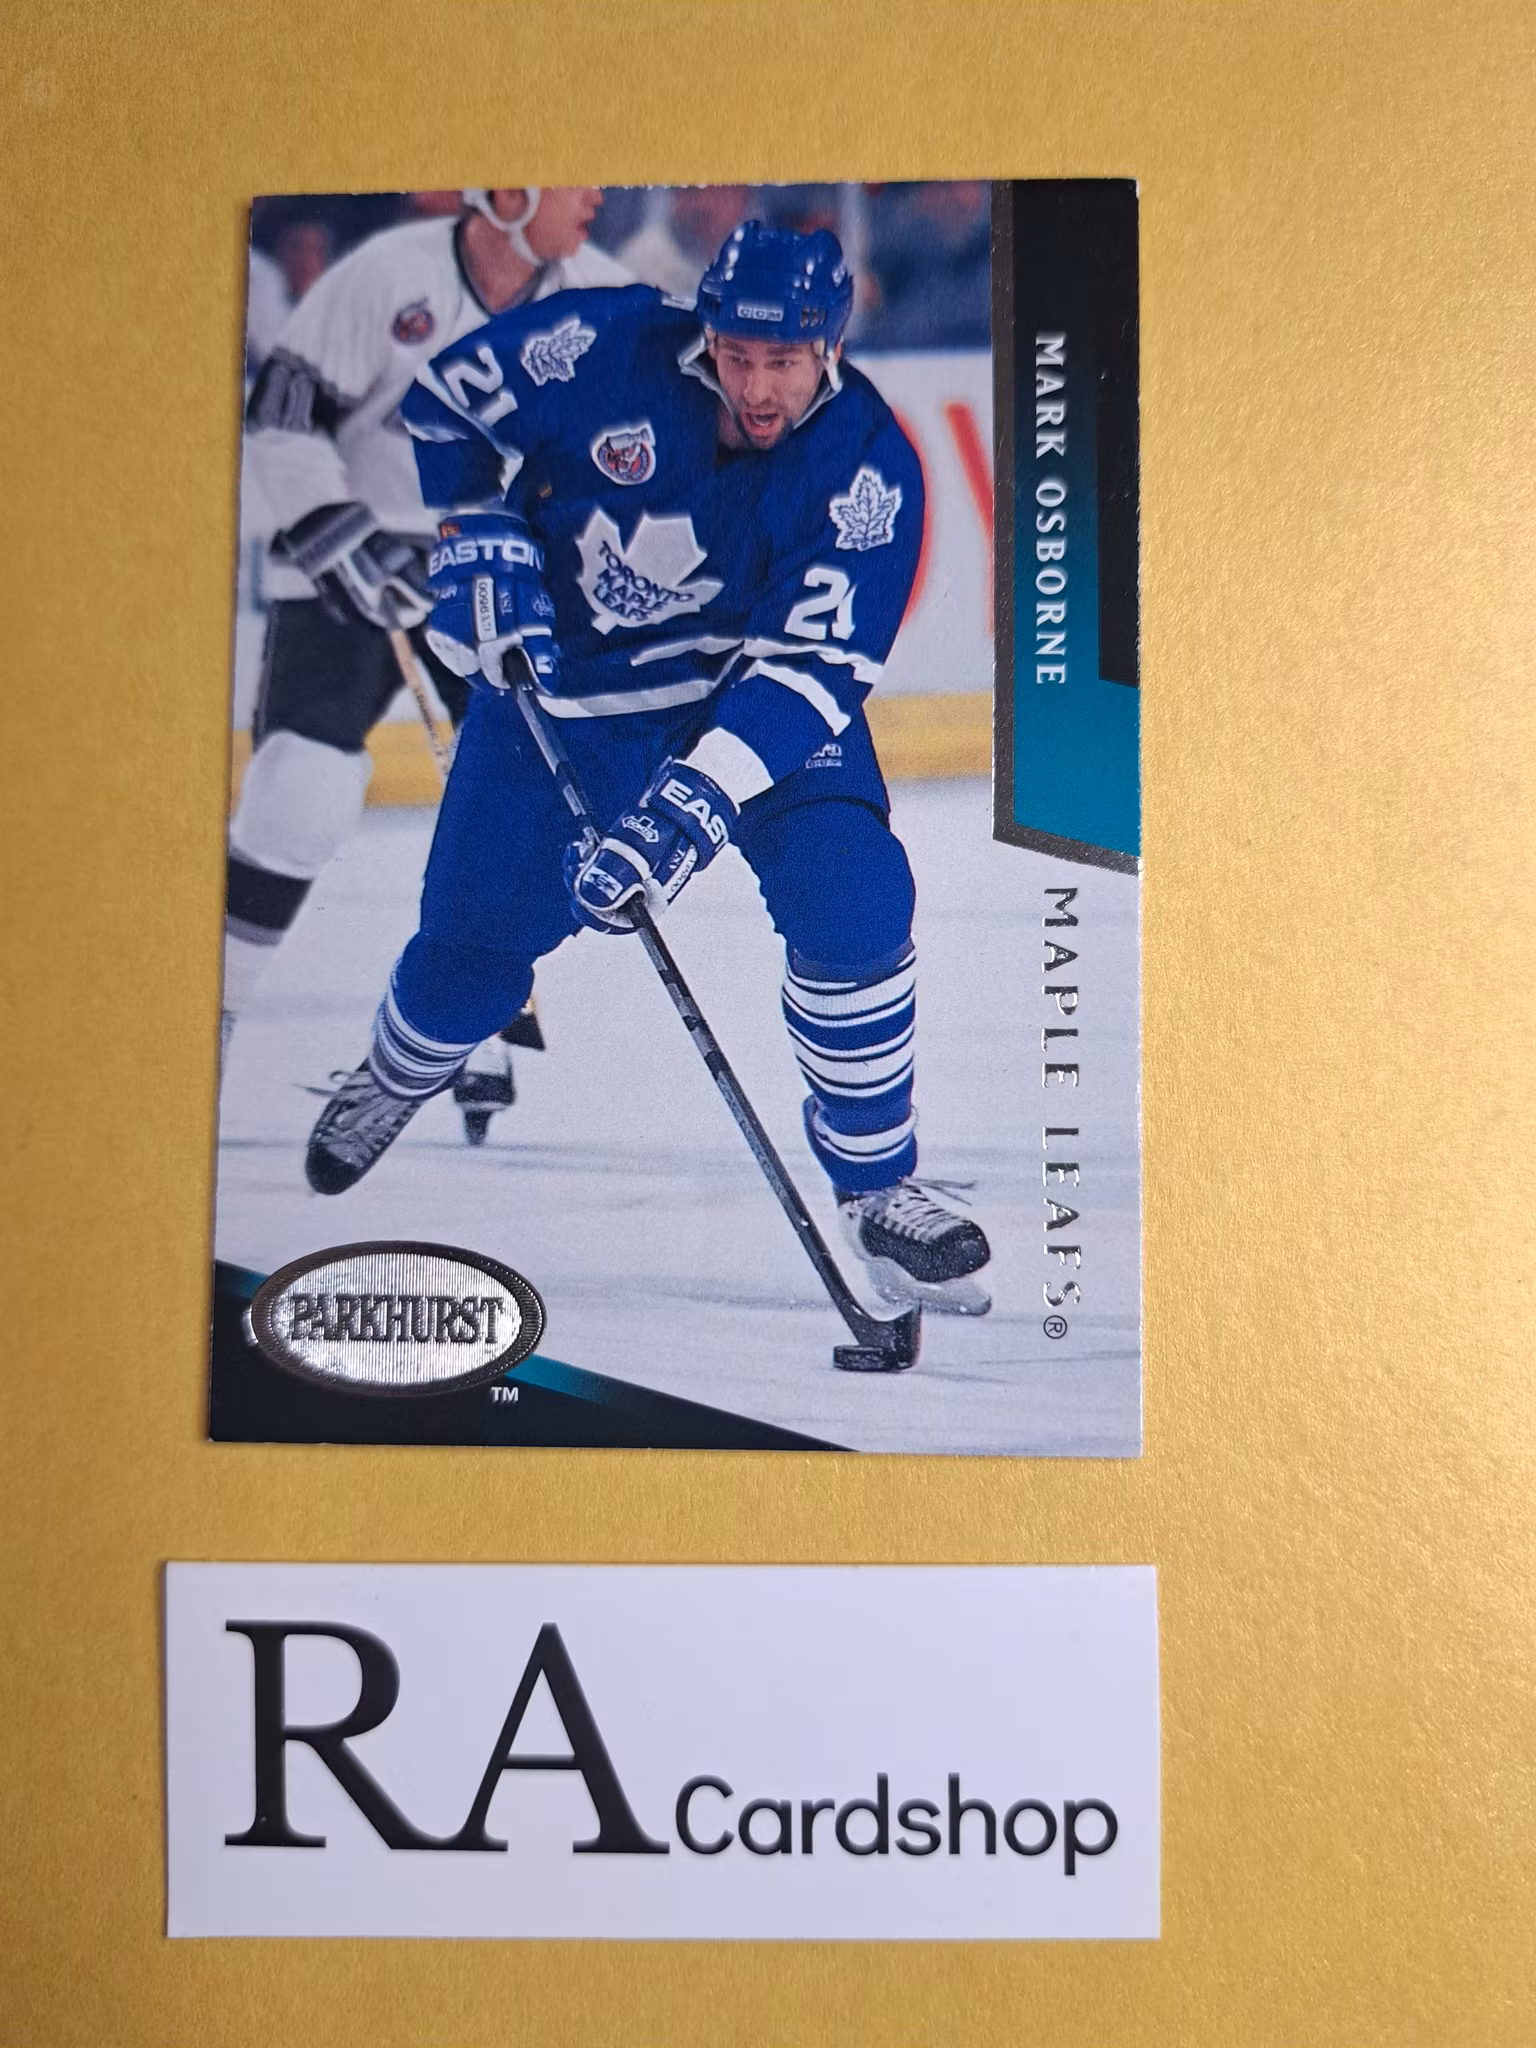 MARK OSBORNE
MAPLE LEAFS®
CCM
21
EASTON
TORONTO
MAPLE
LEAFS
21
EAS
PARKHURST
TM
RA Cardshop